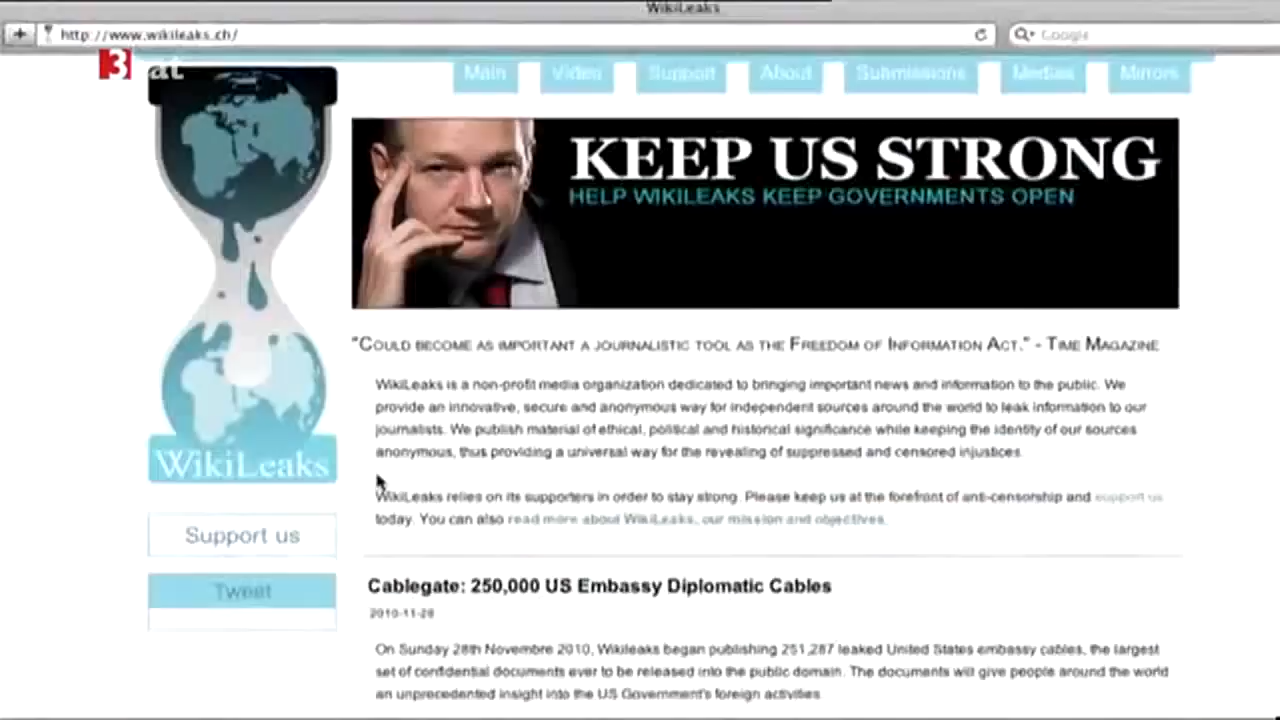 WikiLeaks
http://www.wikileaks.ch/
Google
3sat
Main Video Support About Submissions Medias Mirrors
KEEP US STRONG
HELP WIKILEAKS KEEP GOVERNMENTS OPEN
"Could become as important a journalistic tool as the Freedom of Information Act." - Time Magazine
WikiLeaks is a non-profit media organization dedicated to bringing important news and information to the public. We
provide an innovative, secure and anonymous way for independent sources around the world to leak information to our
journalists. We publish material of ethical, political and historical significance while keeping the identity of our sources
anonymous, thus providing a universal way for the revealing of suppressed and censored injustices.
WikiLeaks
WikiLeaks relies on its supporters in order to stay strong. Please keep us at the forefront of anti-censorship and support us
today. You can also read more about WikiLeaks, our mission and objectives.
Support us
Tweet
Cablegate: 250,000 US Embassy Diplomatic Cables
2010-11-28
On Sunday 28th Novembre 2010, Wikileaks began publishing 251,287 leaked United States embassy cables, the largest
set of confidential documents ever to be released into the public domain. The documents will give people around the world
an unprecedented insight into the US Government's foreign activities.